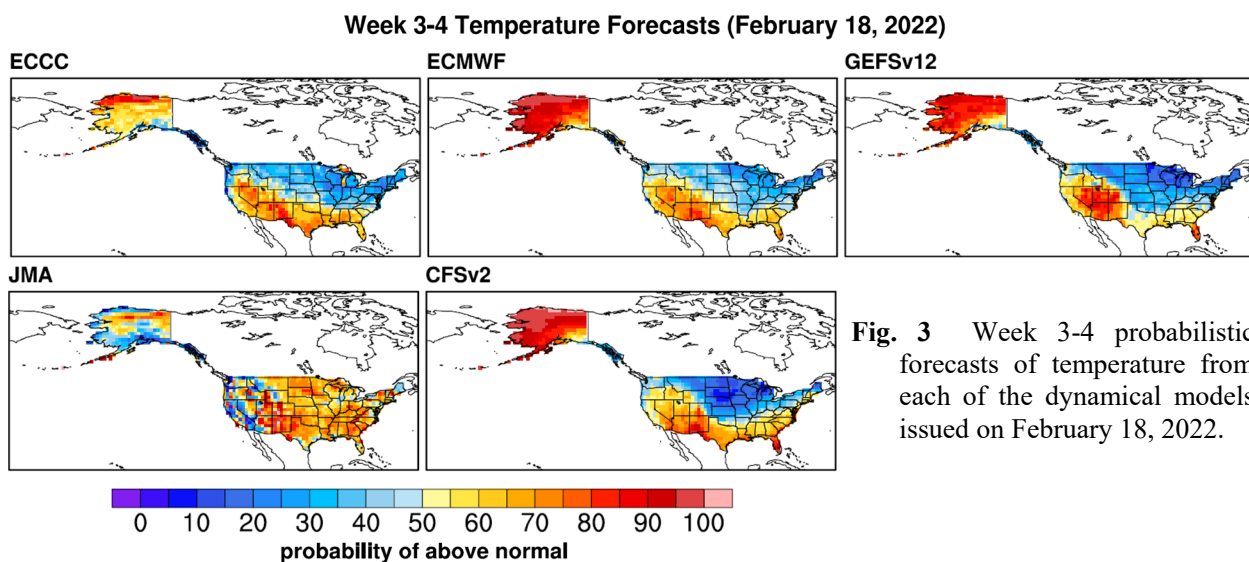 Week 3-4 Temperature Forecasts (February 18, 2022)
ECCC
ECMWF
GEFSv12
JMA
CFSv2
Fig. 3 Week 3-4 probabilistic
forecasts of temperature from
each of the dynamical models
issued on February 18, 2022.
0 10 20 30 40 50 60 70 80 90 100
probability of above normal